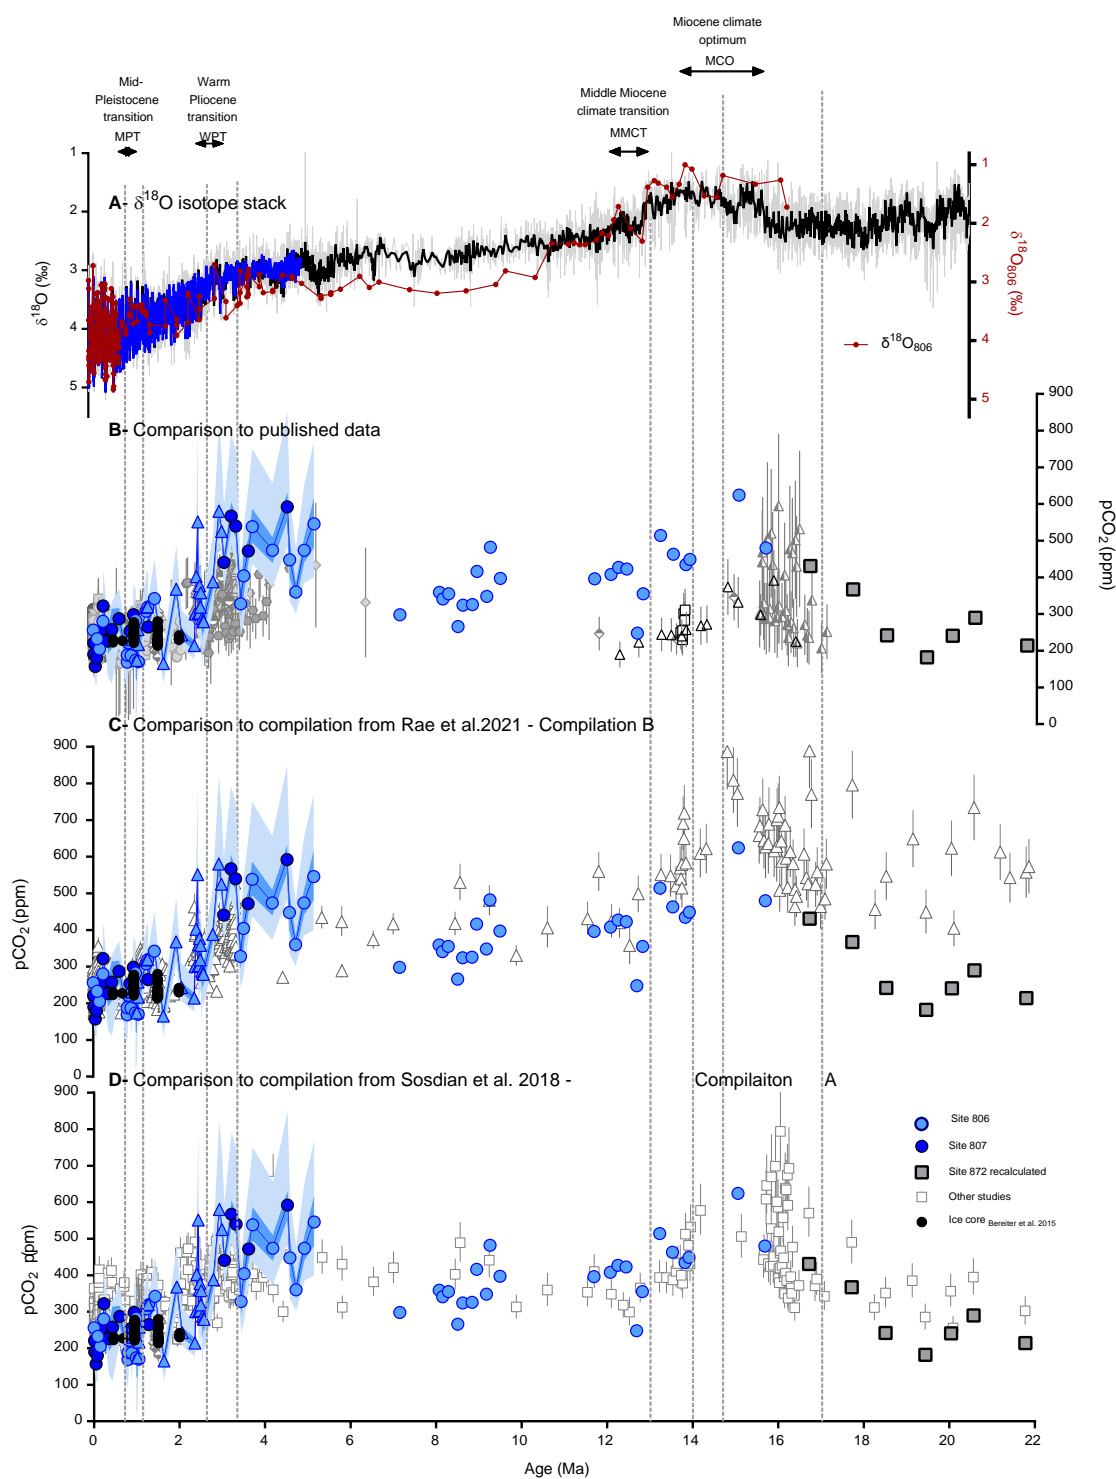 Miocene climate
optimum
MCO
Mid-
Pleistocene
transition
MPT
Warm
Pliocene
transition
WPT
Middle Miocene
climate transition
MMCT
A- δ18O isotope stack
1
2
3
4
5
δ18O (‰)
1
2
3
4
5
δ18O806 (‰)
δ18O806
B- Comparison to published data
900
800
700
600
500
400
300
200
100
0
pCO2 (ppm)
C- Comparison to compilation from Rae et al.2021 - Compilation B
900
800
700
600
500
400
300
200
100
0
pCO2 (ppm)
D- Comparison to compilation from Sosdian et al. 2018 - Compilaiton A
900
800
700
600
500
400
300
200
100
0
Site 806
Site 807
Site 872 recalculated
Other studies
Ice core Bereiter et al. 2015
0 2 4 6 8 10 12 14 16 18 20 22
Age (Ma)